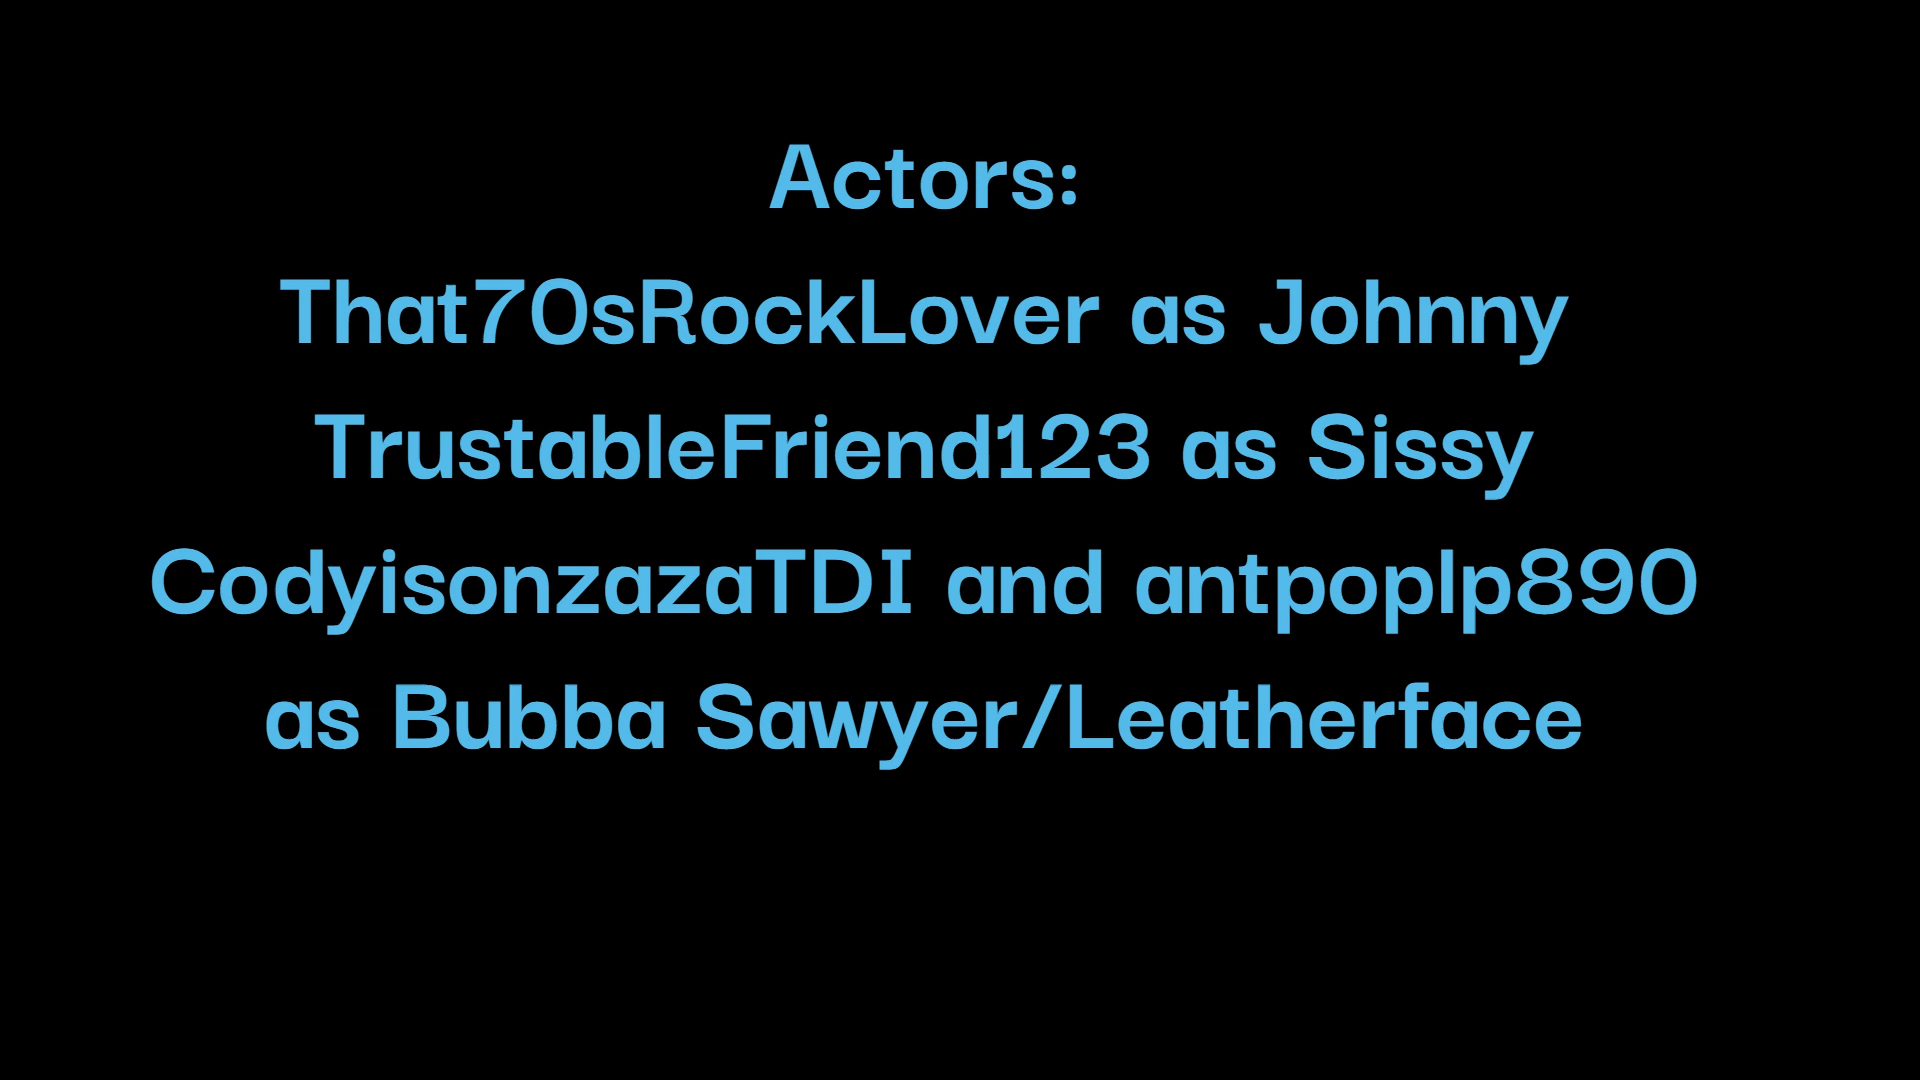 Actors:
That70sRockLover as Johnny
TrustableFriend123 as Sissy
CodyisonzazaTDI and antpoplp890
as Bubba Sawyer/Leatherface